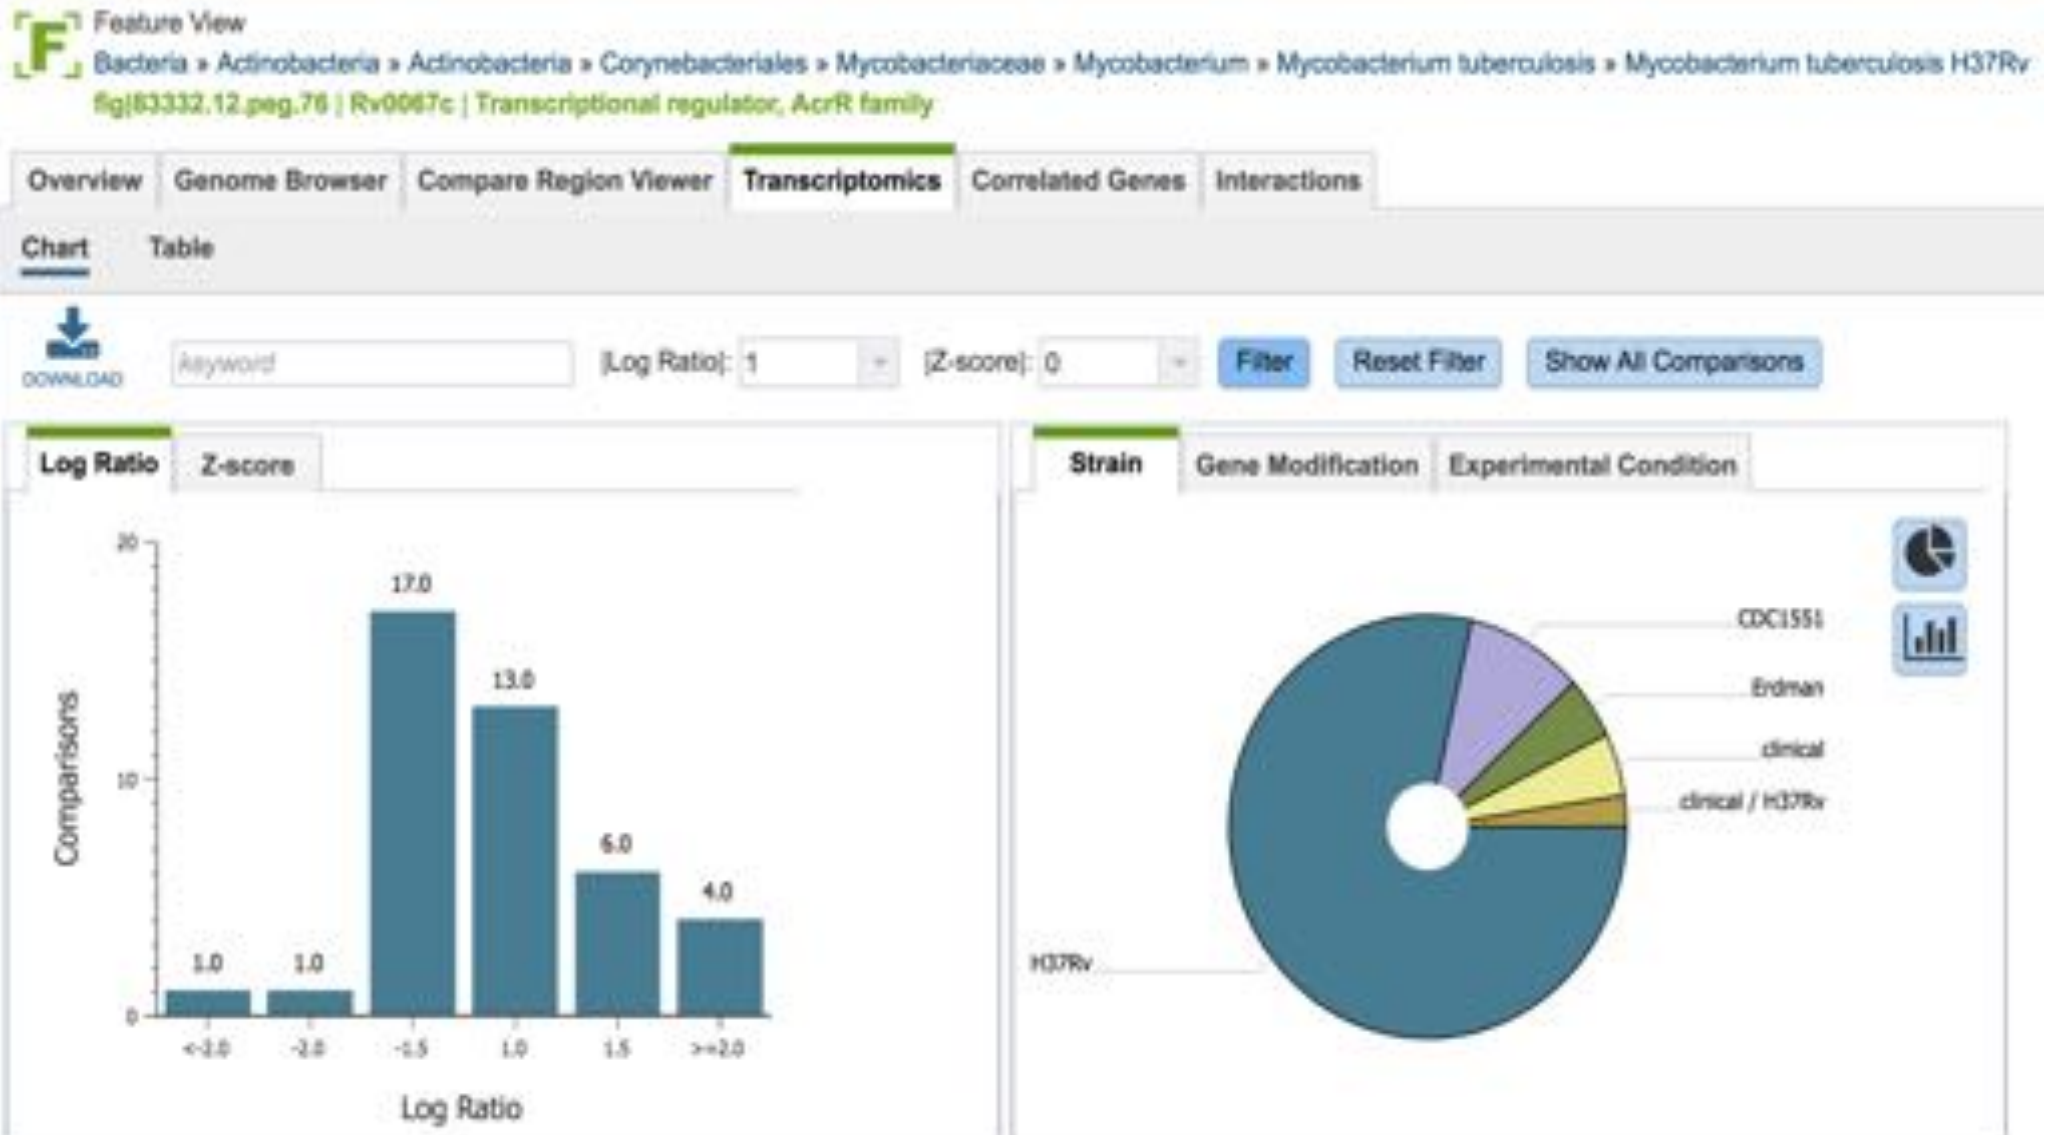 F
Feature View
Bacteria » Actinobacteria » Actinobacteria » Corynebacteriales » Mycobacteriaceae » Mycobacterium » Mycobacterium tuberculosis » Mycobacterium tuberculosis H37Rv
fig|83332.12.peg.76 | Rv0067c | Transcriptional regulator, AcrR family
Overview Genome Browser Compare Region Viewer Transcriptomics Correlated Genes Interactions
Chart Table
DOWNLOAD keyword |Log Ratio|: 1 |Z-score|: 0 Filter Reset Filter Show All Comparisons
Log Ratio Z-score
20
10
0
Comparisons
1.0 1.0 17.0 13.0 6.0 4.0
<-2.0 -2.0 -1.5 1.0 1.5 >=2.0
Log Ratio
Strain Gene Modification Experimental Condition
CDC1551
Erdman
clinical
clinical / H37Rv
H37Rv